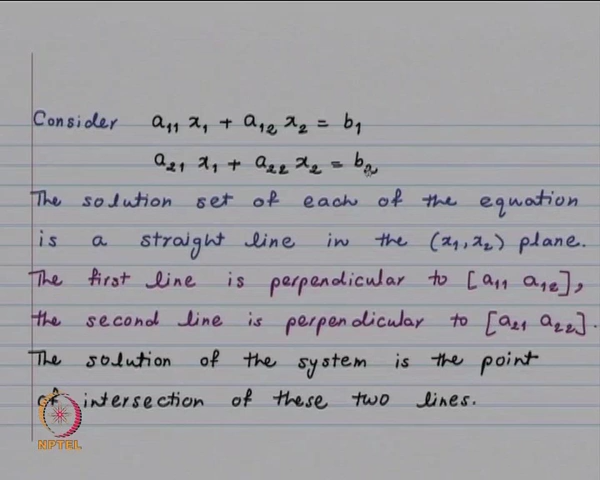 Consider a₁₁ x₁ + a₁₂ x₂ = b₁
a₂₁ x₁ + a₂₂ x₂ = b₂
The solution set of each of the equation
is a straight line in the (x₁, x₂) plane.
The first line is perpendicular to [a₁₁ a₁₂],
the second line is perpendicular to [a₂₁ a₂₂].
The solution of the system is the point
of intersection of these two lines.
NPTEL